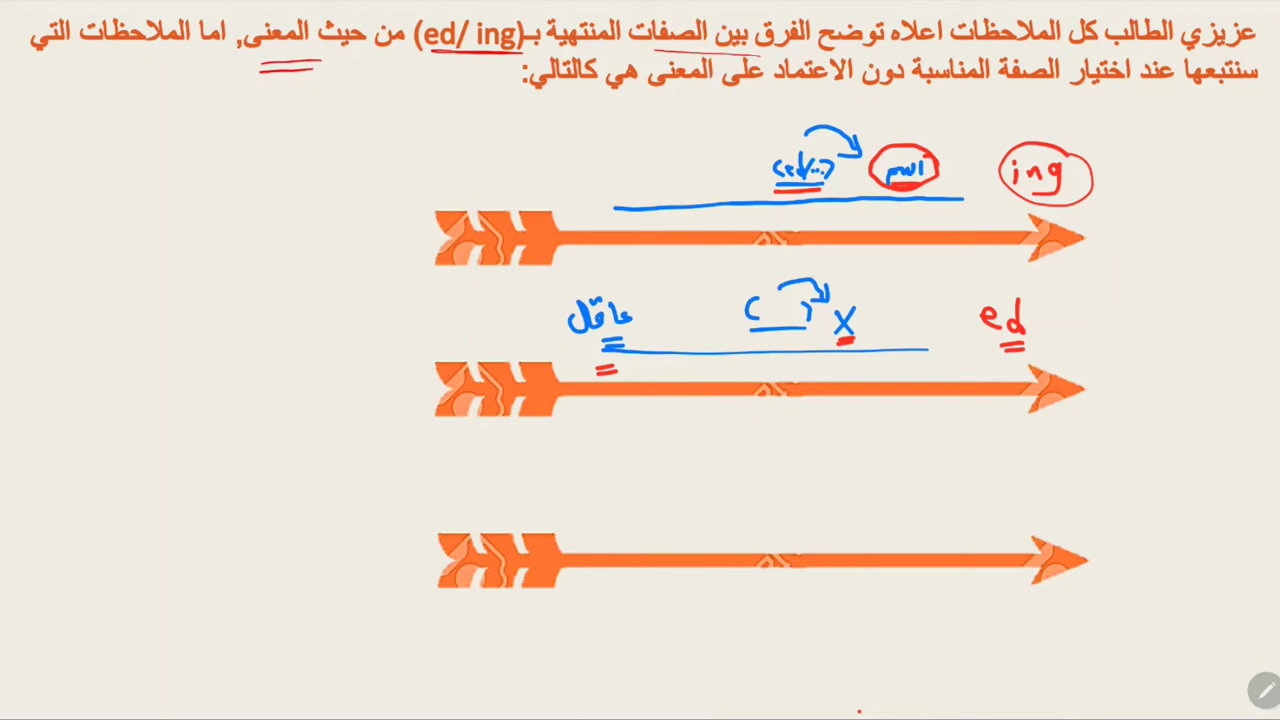 عزيزي الطالب كل الملاحظات اعلاه توضح الفرق بين الصفات المنتهية بـ(ed/ ing) من حيث المعنى, اما الملاحظات التي
سنتبعها عند اختيار الصفة المناسبة دون الاعتماد على المعنى هي كالتالي:
اسم ing
عاقل ( ) X ed